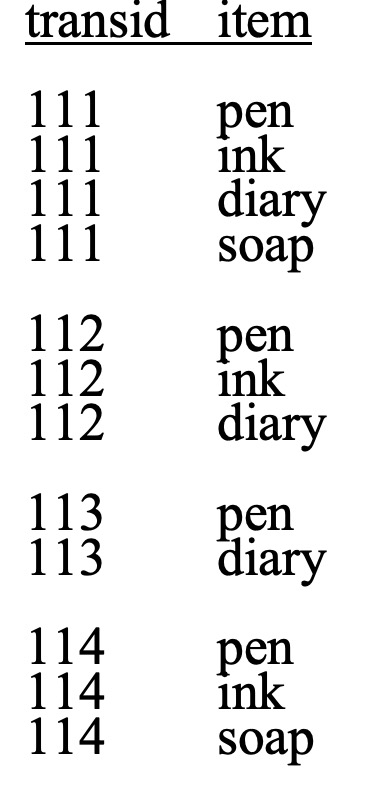 transid item
111 pen
111 ink
111 diary
111 soap
112 pen
112 ink
112 diary
113 pen
113 diary
114 pen
114 ink
114 soap